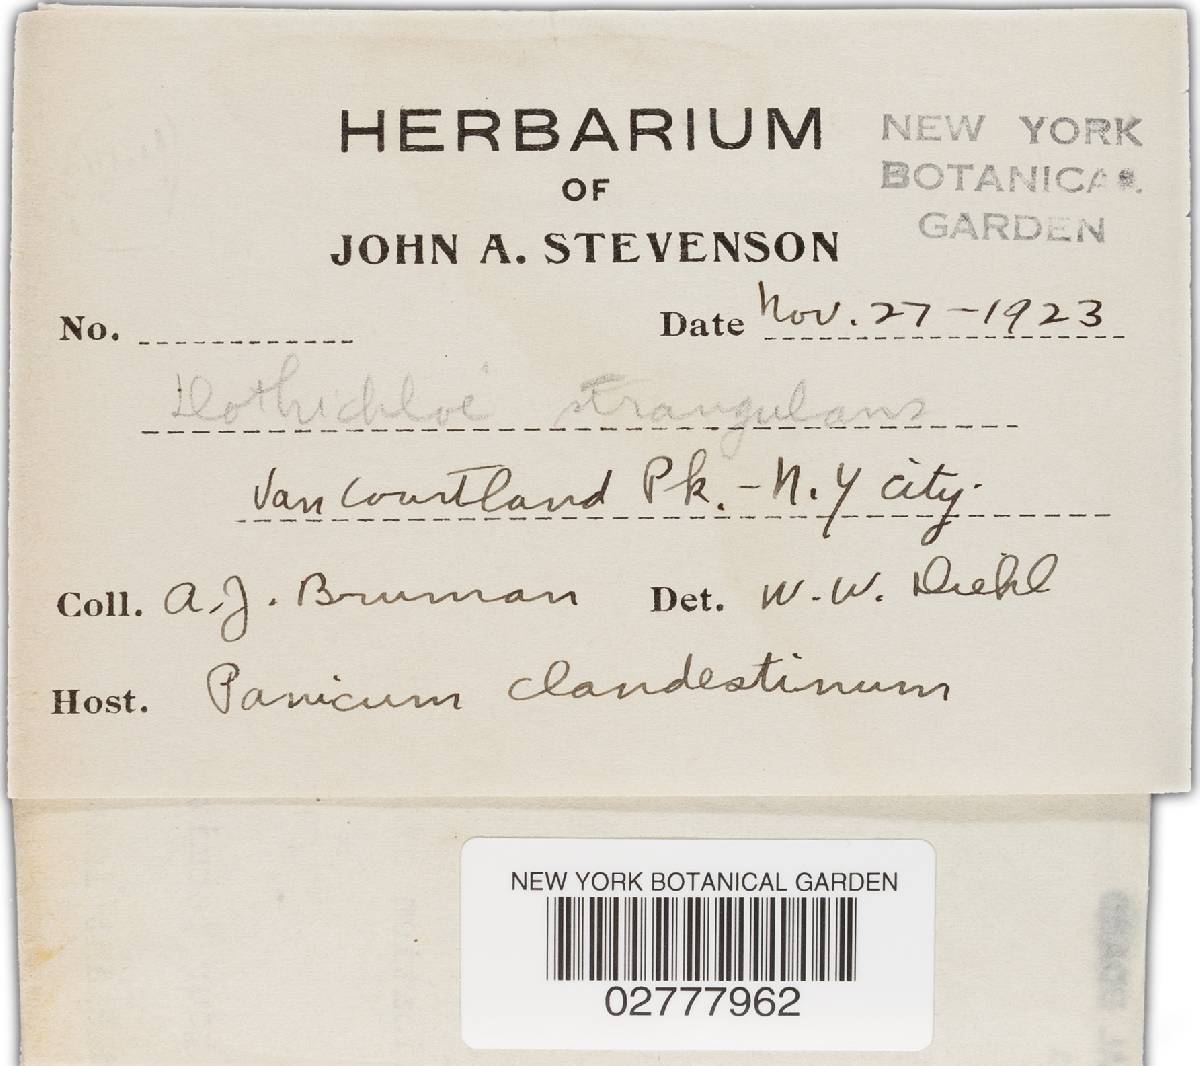 HERBARIUM
OF
JOHN A. STEVENSON
NEW YORK
BOTANICAL
GARDEN
No.
Date Nov. 27-1923
Dothichloë strangulans
Van Courtland Pk. - N.Y City.
Coll. A. J. Bruman Det. W. W. Diehl
Host. Panicum clandestinum
NEW YORK BOTANICAL GARDEN
02777962